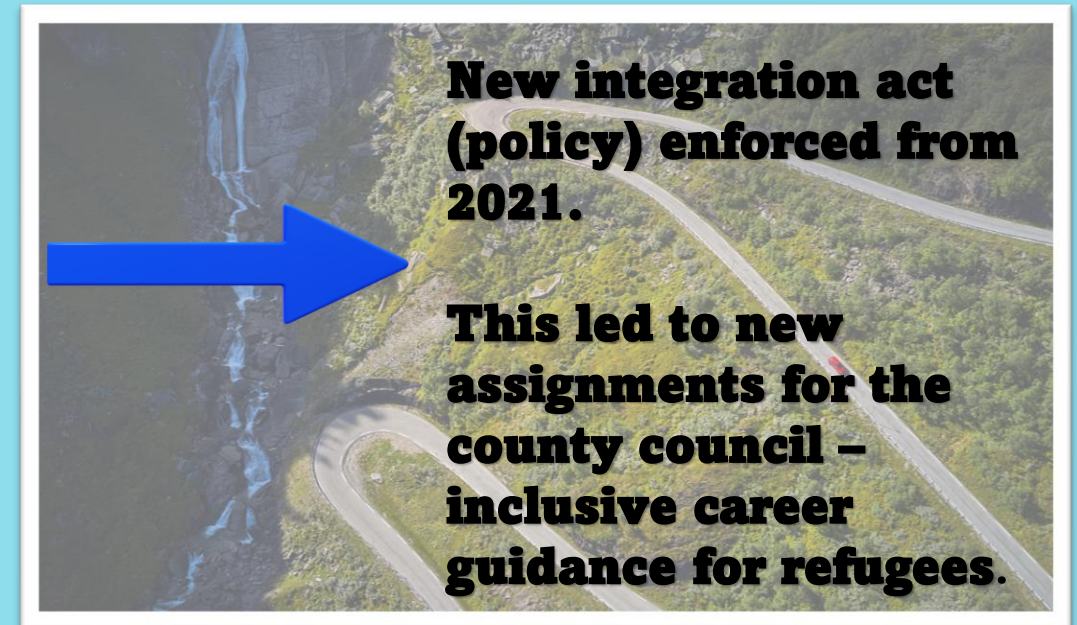 New integration act
(policy) enforced from
2021.
This led to new
assignments for the
county council –
inclusive career
guidance for refugees.